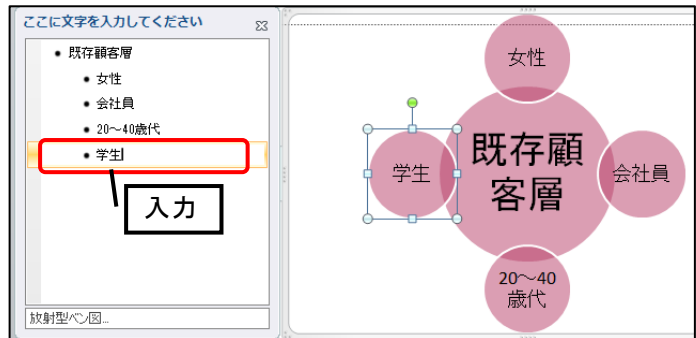 ここに文字を入力してください
• 既存顧客層
• 女性
• 会社員
• 20～40歳代
• 学生
入力
放射型ベン図...
女性
学生
既存顧
客層
会社員
20～40
歳代